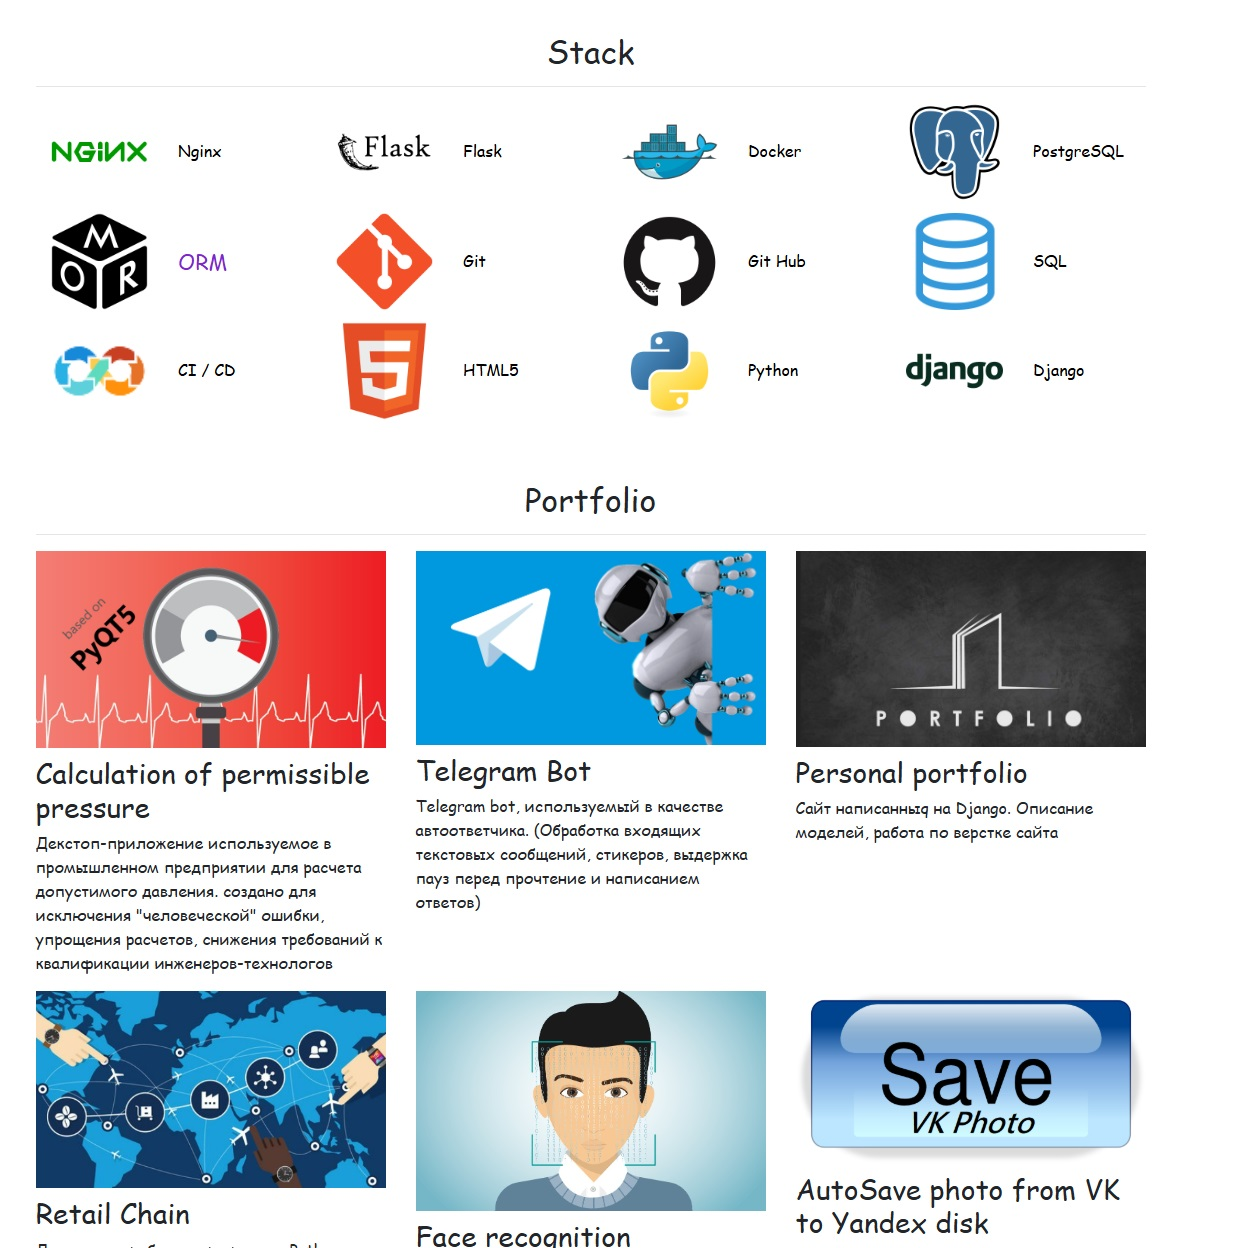 Stack
NGiNX Nginx
Flask Flask
Docker
PostgreSQL
M O R ORM
Git
Git Hub
SQL
CI / CD
5 HTML5
Python
django Django
Portfolio
based on
PyQT5
Calculation of permissible
pressure
Декстоп-приложение используемое в
промышленном предприятии для расчета
допустимого давления. создано для
исключения "человеческой" ошибки,
упрощения расчетов, снижения требований к
квалификации инженеров-технологов
Telegram Bot
Telegram bot, используемый в качестве
автоответчика. (Обработка входящих
текстовых сообщений, стикеров, выдержка
пауз перед прочтение и написанием
ответов)
PORTFOLIO
Personal portfolio
Сайт написанныq на Django. Описание
моделей, работа по верстке сайта
Retail Chain
Face recognition
Save
VK Photo
AutoSave photo from VK
to Yandex disk